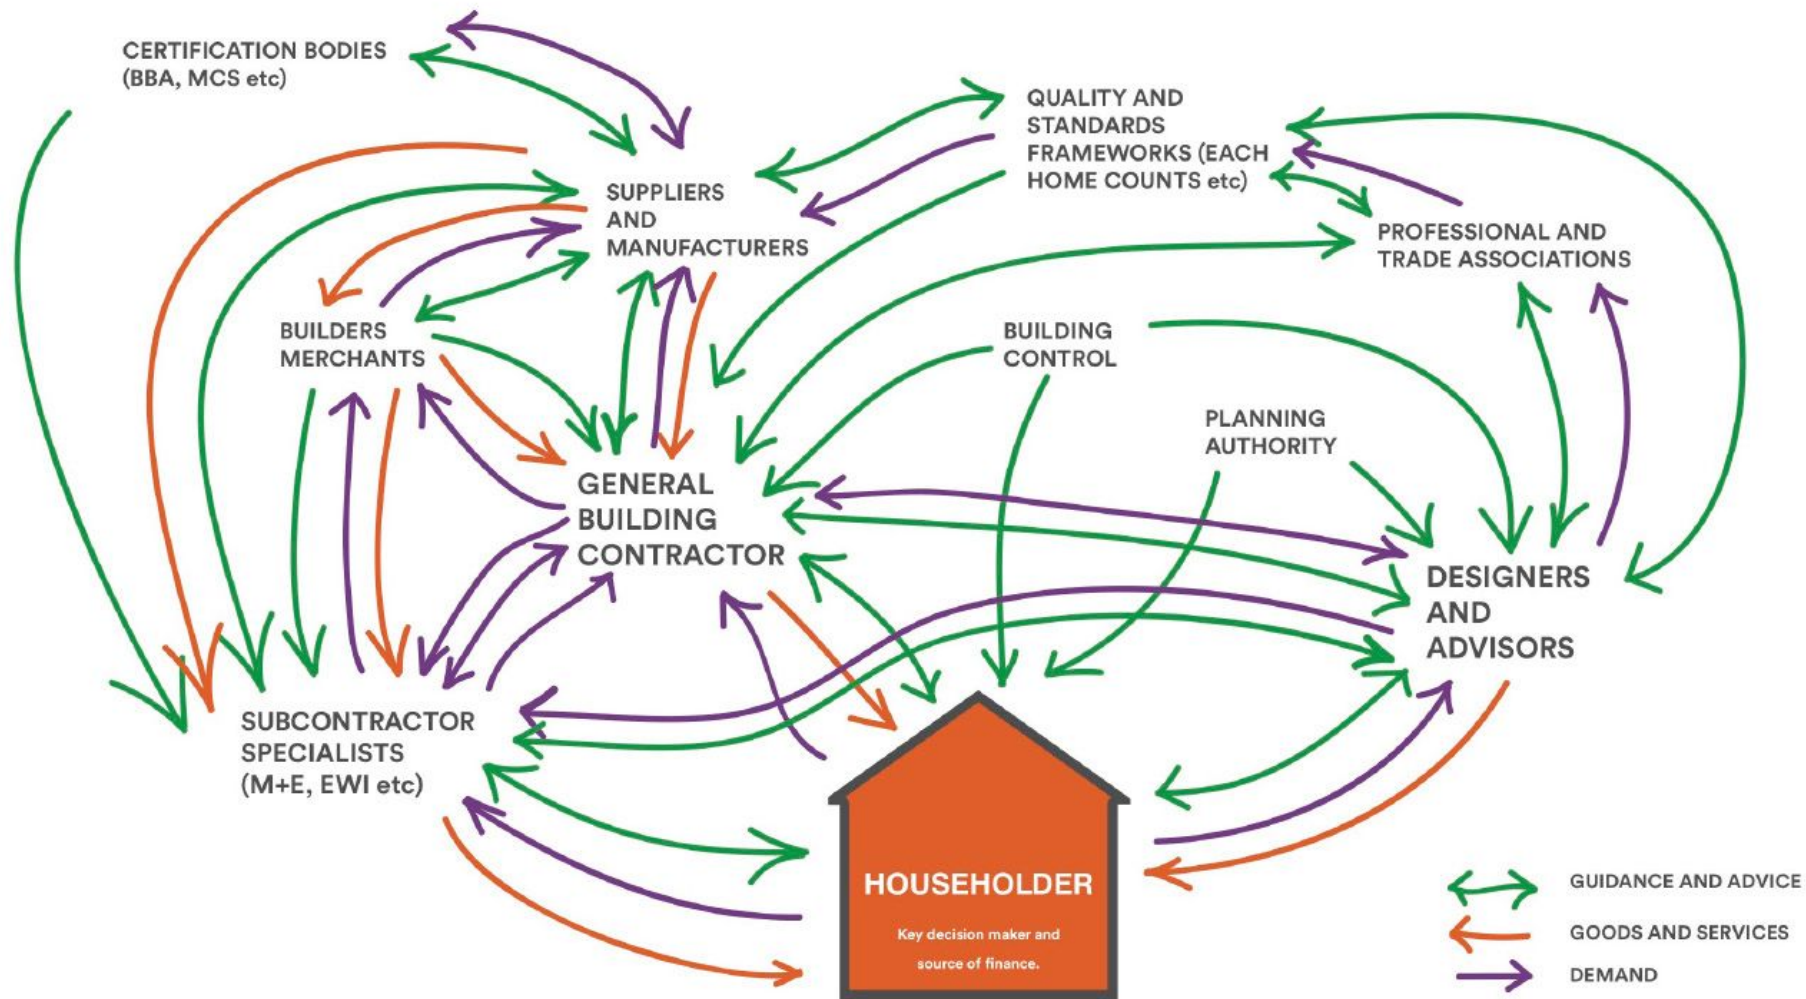 CERTIFICATION BODIES
(BBA, MCS etc)
QUALITY AND
STANDARDS
FRAMEWORKS (EACH
HOME COUNTS etc)
SUPPLIERS
AND
MANUFACTURERS
PROFESSIONAL AND
TRADE ASSOCIATIONS
BUILDERS
MERCHANTS
BUILDING
CONTROL
PLANNING
AUTHORITY
GENERAL
BUILDING
CONTRACTOR
DESIGNERS
AND
ADVISORS
SUBCONTRACTOR
SPECIALISTS
(M+E, EWI etc)
HOUSEHOLDER
Key decision maker and
source of finance.
GUIDANCE AND ADVICE
GOODS AND SERVICES
DEMAND